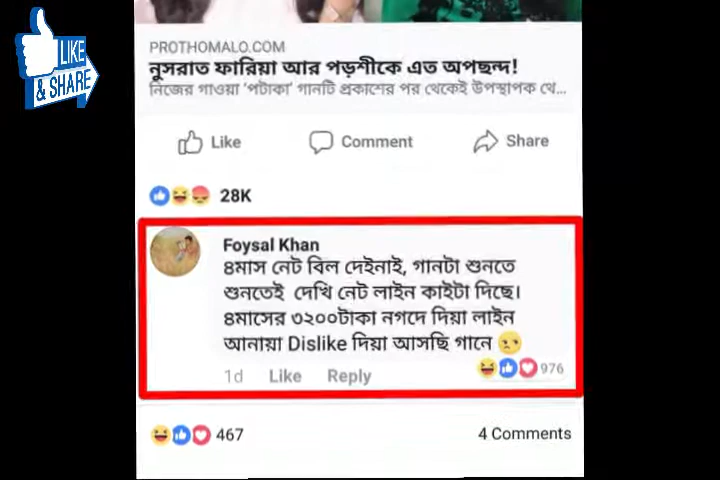 LIKE
& SHARE
PROTHOMALO.COM
নুসরাত ফারিয়া আর পড়শীকে এত অপছন্দ!
নিজের গাওয়া ‘পটাকা’ গানটি প্রকাশের পর থেকেই উপস্থাপক থে...
Like Comment Share
28K
Foysal Khan
৪মাস নেট বিল দেইনাই, গানটা শুনতে
শুনতেই দেখি নেট লাইন কাইটা দিছে।
৪মাসের ৩২০০টাকা নগদে দিয়া লাইন
আনায়া Dislike দিয়া আসছি গানে 😒
1d Like Reply 976
467 4 Comments